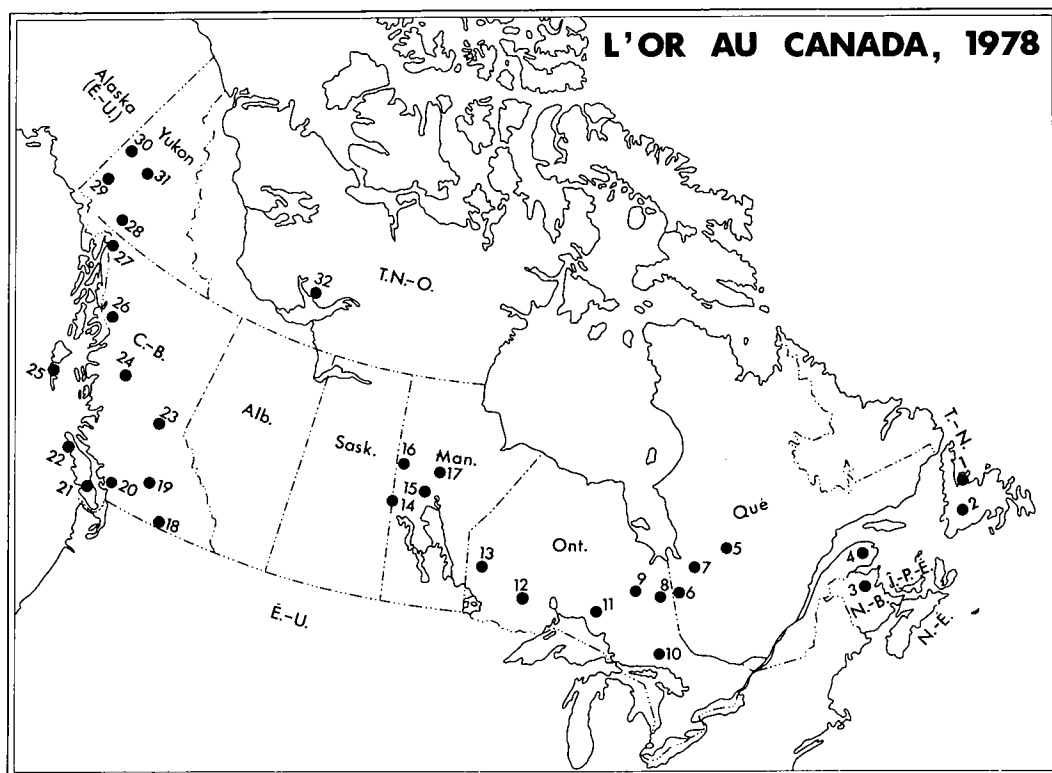 L'OR AU CANADA, 1978
Alaska
(É.-U.)
Yukon
30
31
29
28
27
32
T.N.-O.
26
C.-B.
24
25
23
Alb.
Sask.
16
Man.
17
22
15
14
21
20
19
18
T.-N.
1
2
Qué
5
4
Î.-P.-É.
3
N.-B.
N.-É.
Ont.
13
7
9
8
6
12
11
10
É.-U.